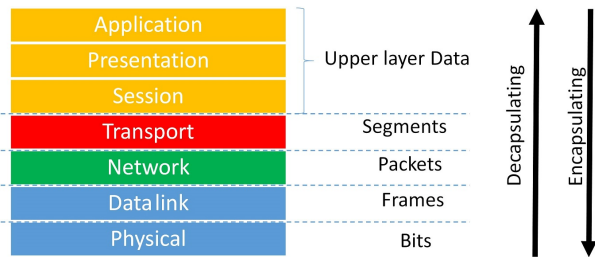 Application
Presentation
Session
Upper layer Data
Transport
Segments
Network
Packets
Data link
Frames
Physical
Bits
Decapsulating
Encapsulating